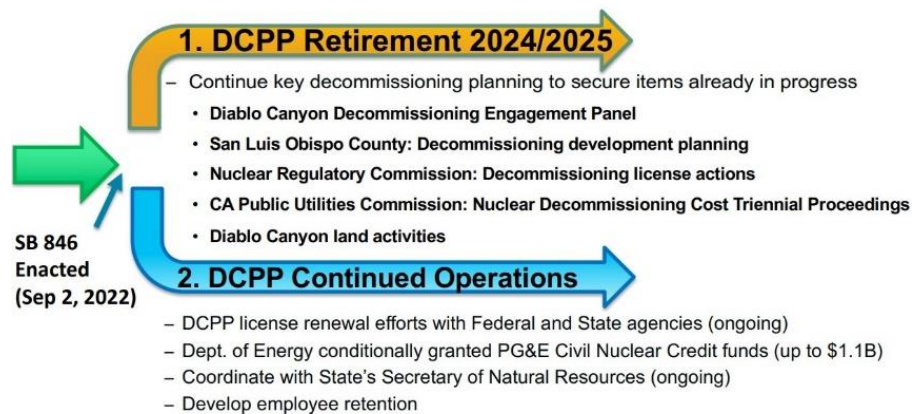 1. DCPP Retirement 2024/2025
– Continue key decommissioning planning to secure items already in progress
• Diablo Canyon Decommissioning Engagement Panel
• San Luis Obispo County: Decommissioning development planning
• Nuclear Regulatory Commission: Decommissioning license actions
• CA Public Utilities Commission: Nuclear Decommissioning Cost Triennial Proceedings
• Diablo Canyon land activities
SB 846
Enacted
(Sep 2, 2022)
2. DCPP Continued Operations
– DCPP license renewal efforts with Federal and State agencies (ongoing)
– Dept. of Energy conditionally granted PG&E Civil Nuclear Credit funds (up to $1.1B)
– Coordinate with State's Secretary of Natural Resources (ongoing)
– Develop employee retention